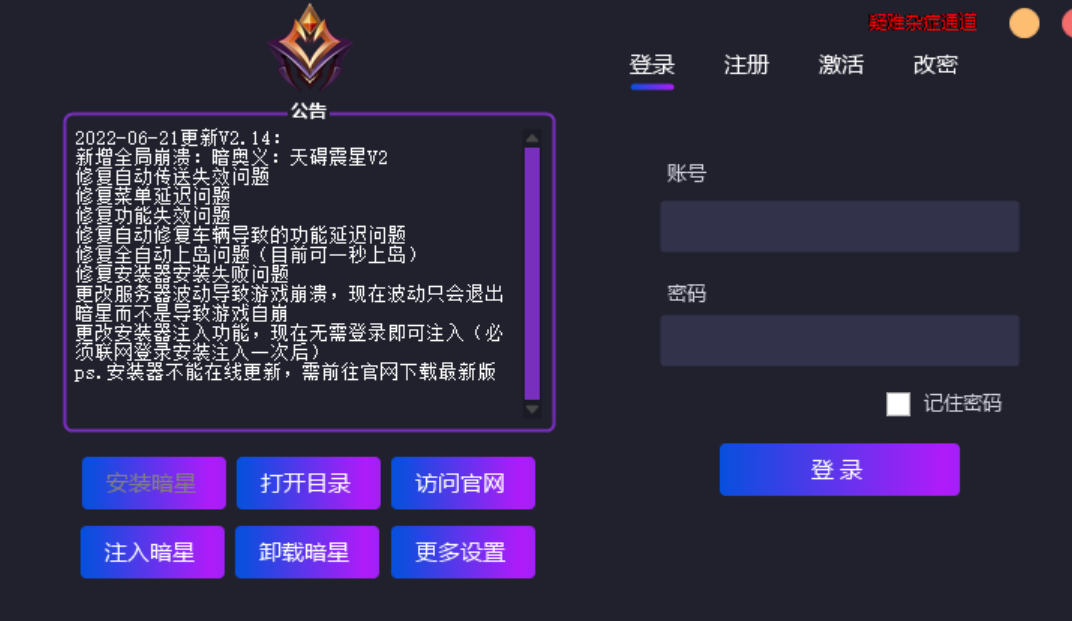 疑难杂症通道
登录 注册 激活 改密
公告
2022-06-21更新V2.14:
新增全局崩溃: 暗奥义: 天碍震星V2
修复自动传送失效问题
修复菜单延迟问题
修复功能失效问题
修复自动修复车辆导致的功能延迟问题
修复全自动上岛问题（目前可一秒上岛）
修复安装器安装失败问题
更改服务器波动导致游戏崩溃，现在波动只会退出
暗星而不是导致游戏自崩
更改安装器注入功能，现在无需登录即可注入（必
须联网登录安装注入一次后）
ps.安装器不能在线更新，需前往官网下载最新版
账号
密码
记住密码
登录
安装暗星 打开目录 访问官网
注入暗星 卸载暗星 更多设置